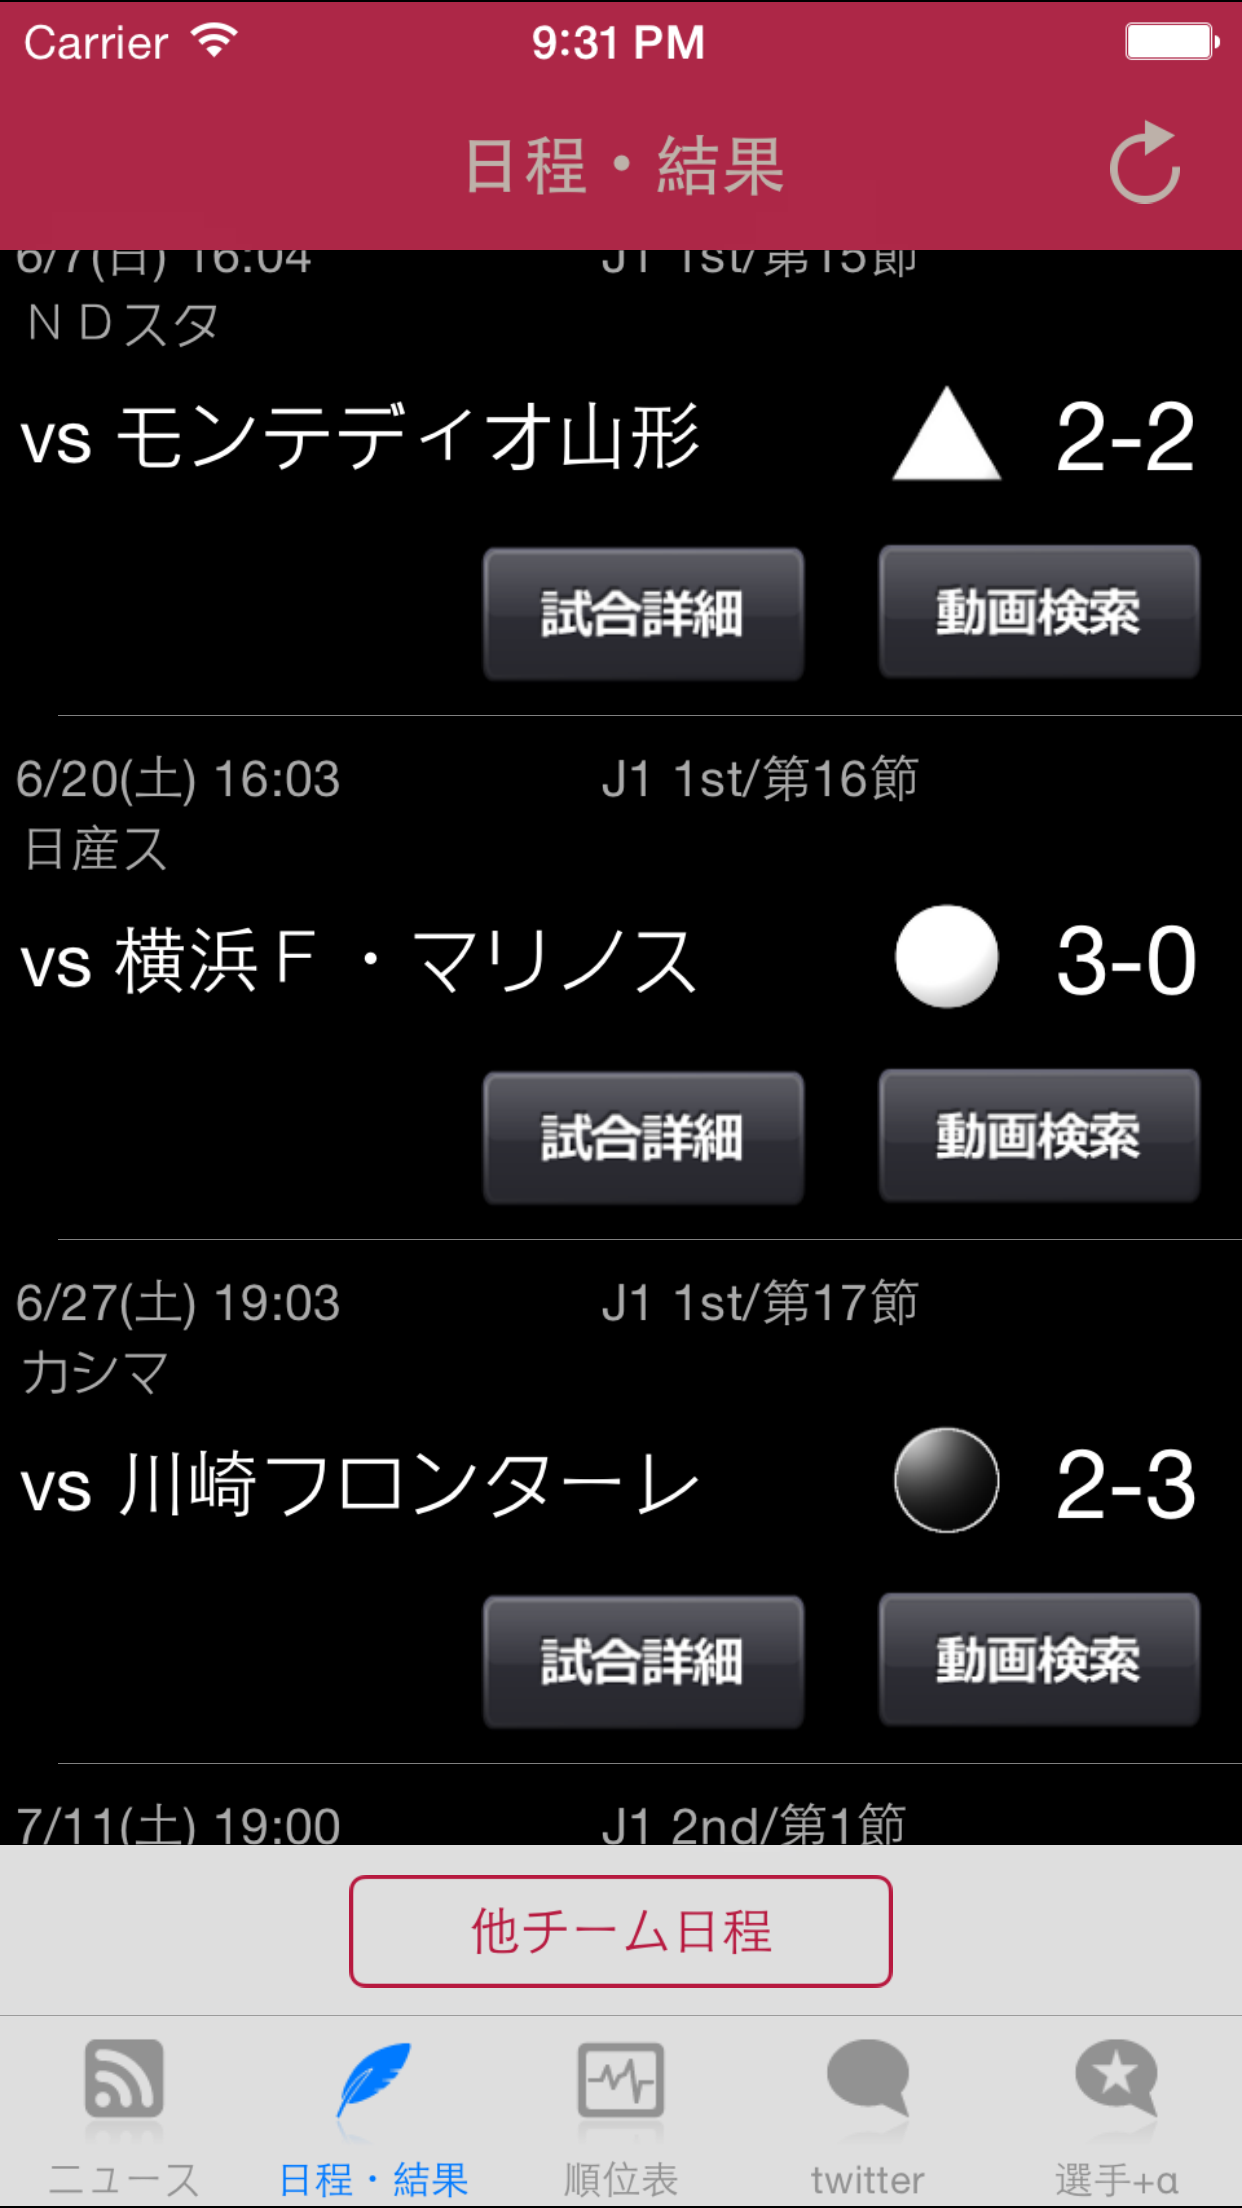 Carrier 9:31 PM
日程・結果
6/7(日) 16:04 J1 1st/第15節
ＮＤスタ
vs モンテディオ山形 2-2
試合詳細 動画検索
6/20(土) 16:03 J1 1st/第16節
日産ス
vs 横浜Ｆ・マリノス 3-0
試合詳細 動画検索
6/27(土) 19:03 J1 1st/第17節
カシマ
vs 川崎フロンターレ 2-3
試合詳細 動画検索
7/11(土) 19:00 J1 2nd/第1節
他チーム日程
ニュース 日程・結果 順位表 twitter 選手+α